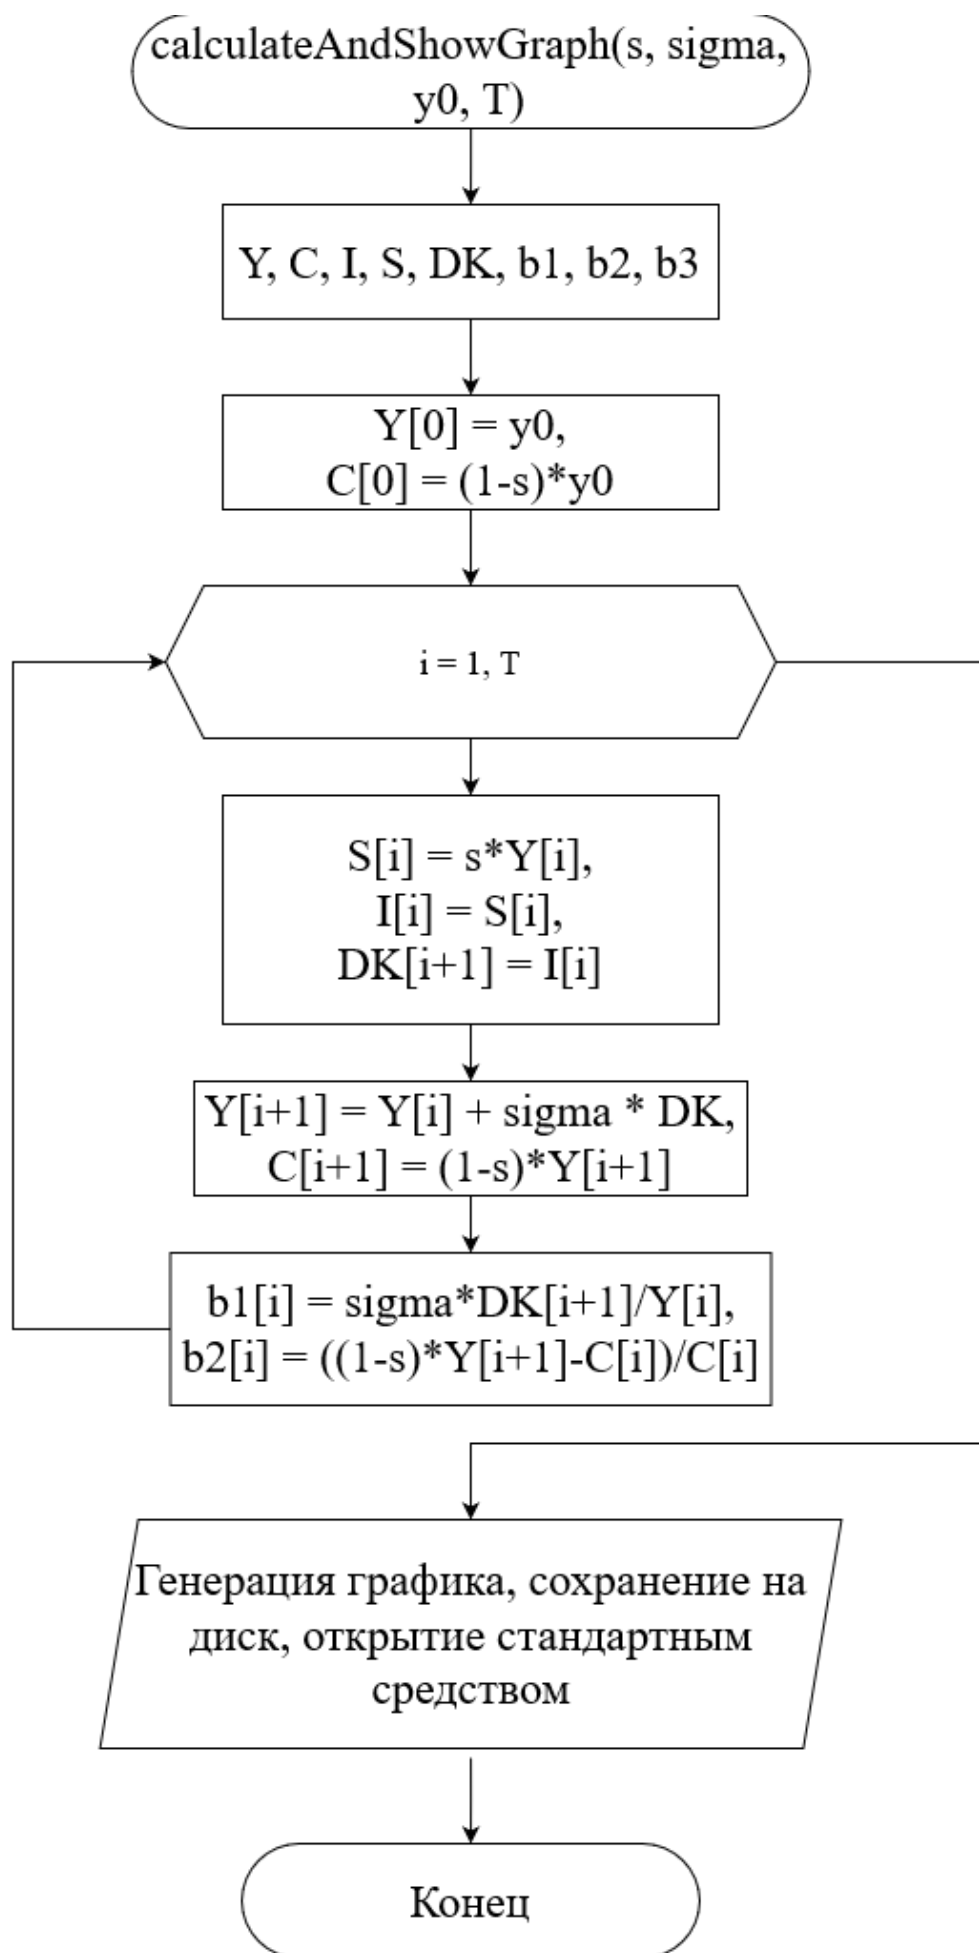 calculateAndShowGraph(s, sigma,
y0, T)
Y, C, I, S, DK, b1, b2, b3
Y[0] = y0,
C[0] = (1-s)*y0
i = 1, T
S[i] = s*Y[i],
I[i] = S[i],
DK[i+1] = I[i]
Y[i+1] = Y[i] + sigma * DK,
C[i+1] = (1-s)*Y[i+1]
b1[i] = sigma*DK[i+1]/Y[i],
b2[i] = ((1-s)*Y[i+1]-C[i])/C[i]
Генерация графика, сохранение на
диск, открытие стандартным
средством
Конец